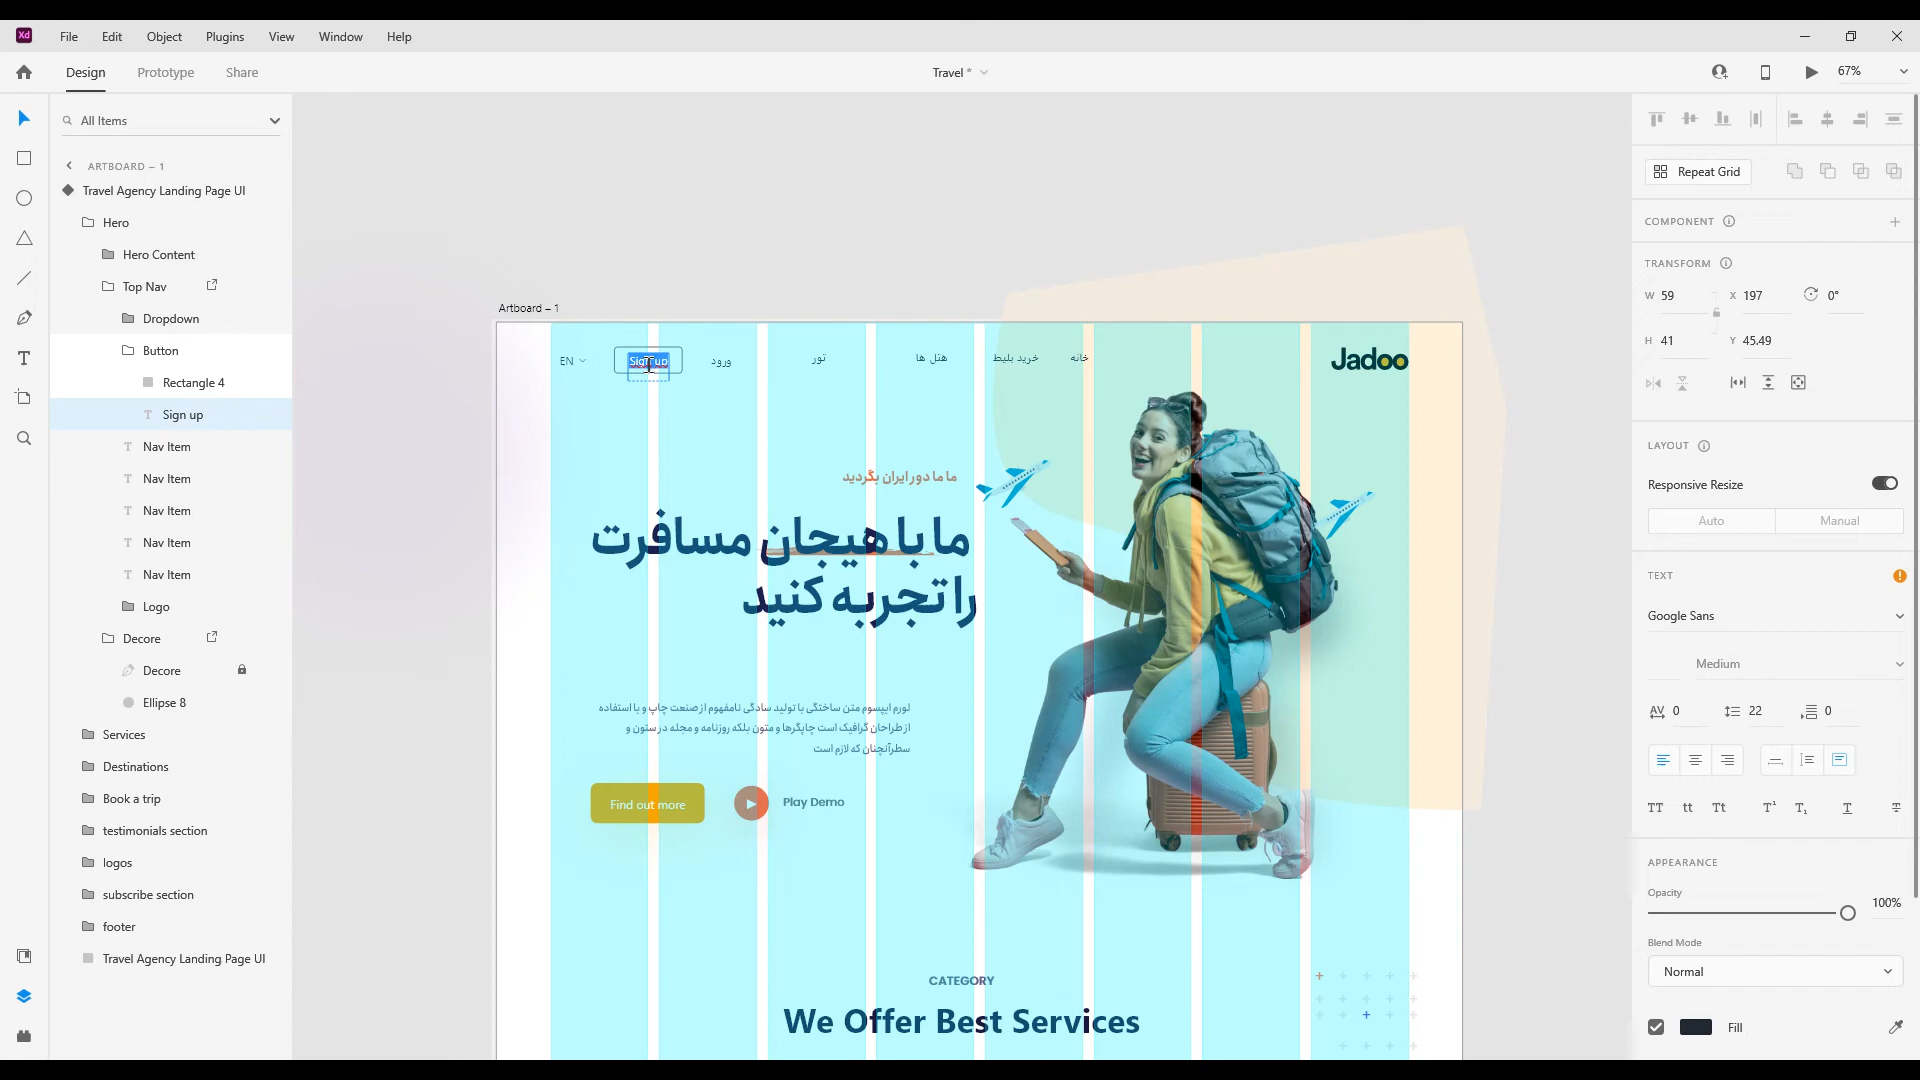 Xd File Edit Object Plugins View Window Help
Design Prototype Share Travel * 67%
All Items
ARTBOARD – 1
Travel Agency Landing Page UI
Hero
Hero Content
Top Nav
Dropdown
Button
Rectangle 4
Sign up
Nav Item
Nav Item
Nav Item
Nav Item
Nav Item
Logo
Decore
Decore
Ellipse 8
Services
Destinations
Book a trip
testimonials section
logos
subscribe section
footer
Travel Agency Landing Page UI
Artboard – 1
EN
Sign up
ورود
تور
هتل ها
خرید بلیط
خانه
Jadoo
ما ما دور ایران بگردید
ما با هیجان مسافرت
را تجربه کنید
لورم ایپسوم متن ساختگی با تولید سادگی نامفهوم از صنعت چاپ و با استفاده
از طراحان گرافیک است چاپگرها و متون بلکه روزنامه و مجله در ستون و
سطرآنچنان که لازم است
Find out more
Play Demo
CATEGORY
We Offer Best Services
Repeat Grid
COMPONENT
TRANSFORM
W 59 X 197 0°
H 41 Y 45.49
LAYOUT
Responsive Resize
Auto Manual
TEXT
Google Sans
Medium
AV 0 22 0
TT tt Tt T¹ T₁ T T
APPEARANCE
Opacity
100%
Blend Mode
Normal
Fill